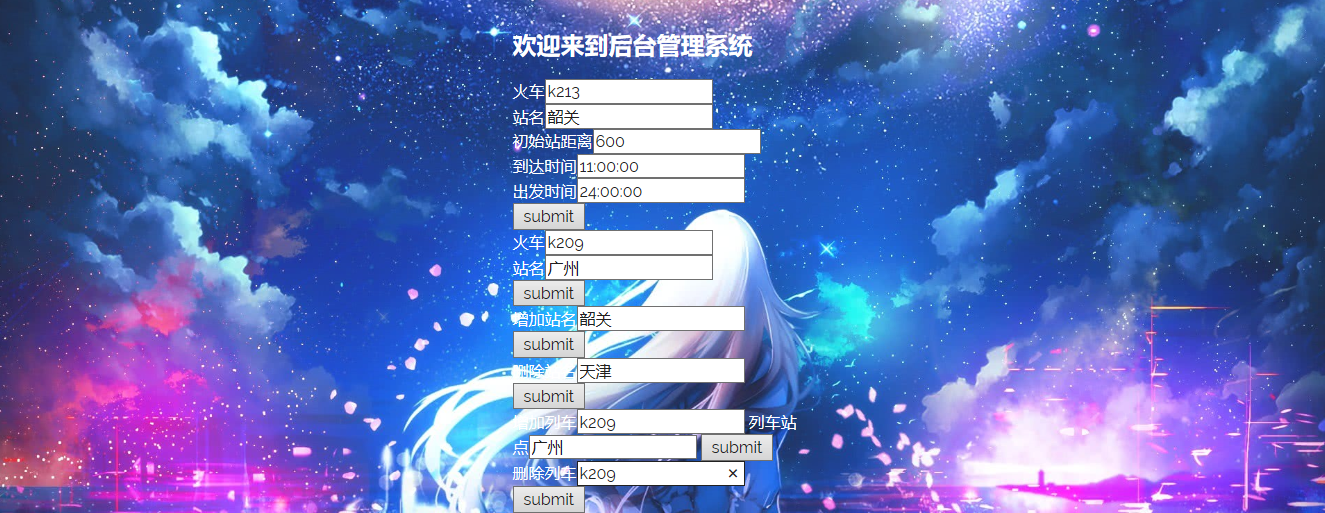 欢迎来到后台管理系统
火车k213
站名韶关
初始站距离600
到达时间11:00:00
出发时间24:00:00
submit
火车k209
站名广州
submit
增加站名韶关
submit
删除站名天津
submit
增加列车k209 列车站
点广州 submit
删除列车k209 ×
submit